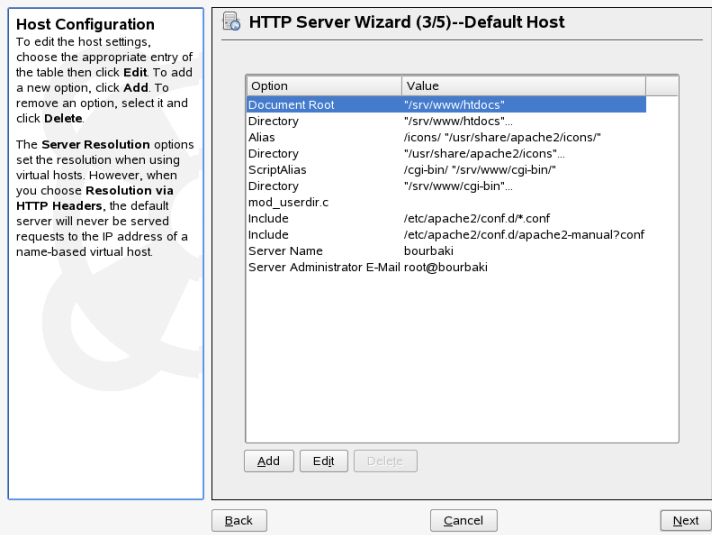 Host Configuration
To edit the host settings,
choose the appropriate entry of
the table then click Edit. To add
a new option, click Add. To
remove an option, select it and
click Delete.
The Server Resolution options
set the resolution when using
virtual hosts. However, when
you choose Resolution via
HTTP Headers, the default
server will never be served
requests to the IP address of a
name-based virtual host.
HTTP Server Wizard (3/5)--Default Host
Option Value
Document Root "/srv/www/htdocs"
Directory "/srv/www/htdocs"...
Alias /icons/ "/usr/share/apache2/icons/"
Directory "/usr/share/apache2/icons"...
ScriptAlias /cgi-bin/ "/srv/www/cgi-bin/"
Directory "/srv/www/cgi-bin"...
mod_userdir.c
Include /etc/apache2/conf.d/*.conf
Include /etc/apache2/conf.d/apache2-manual?conf
Server Name bourbaki
Server Administrator E-Mail root@bourbaki
Add Edit Delete
Back Cancel Next